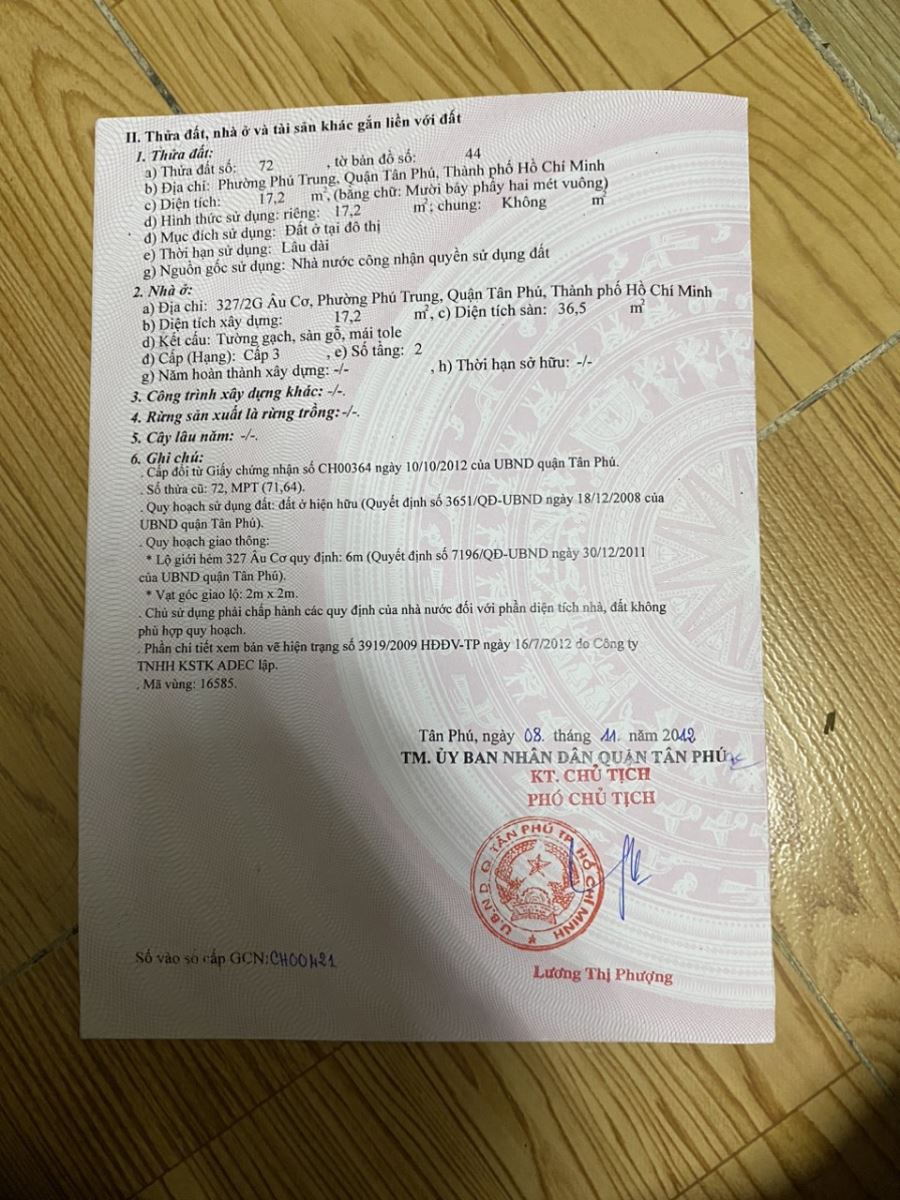 II. Thửa đất, nhà ở và tài sản khác gắn liền với đất
1. Thửa đất:
a) Thửa đất số: 72 , tờ bản đồ số: 44
b) Địa chỉ: Phường Phú Trung, Quận Tân Phú, Thành phố Hồ Chí Minh
c) Diện tích: 17,2 m², (bằng chữ: Mười bảy phẩy hai mét vuông)
d) Hình thức sử dụng: riêng: 17,2 m²; chung: Không m²
đ) Mục đích sử dụng: Đất ở tại đô thị
e) Thời hạn sử dụng: Lâu dài
g) Nguồn gốc sử dụng: Nhà nước công nhận quyền sử dụng đất
2. Nhà ở:
a) Địa chỉ: 327/2G Âu Cơ, Phường Phú Trung, Quận Tân Phú, Thành phố Hồ Chí Minh
b) Diện tích xây dựng: 17,2 m², c) Diện tích sàn: 36,5 m²
d) Kết cấu: Tường gạch, sàn gỗ, mái tole
đ) Cấp (Hạng): Cấp 3 , e) Số tầng: 2
g) Năm hoàn thành xây dựng: -/- , h) Thời hạn sở hữu: -/-
3. Công trình xây dựng khác: -/-.
4. Rừng sản xuất là rừng trồng: -/-.
5. Cây lâu năm: -/-.
6. Ghi chú:
. Cấp đổi từ Giấy chứng nhận số CH00364 ngày 10/10/2012 của UBND quận Tân Phú.
. Số thửa cũ: 72, MPT (71,64).
. Quy hoạch sử dụng đất: đất ở hiện hữu (Quyết định số 3651/QĐ-UBND ngày 18/12/2008 của
UBND quận Tân Phú).
. Quy hoạch giao thông:
* Lộ giới hẻm 327 Âu Cơ quy định: 6m (Quyết định số 7196/QĐ-UBND ngày 30/12/2011
của UBND quận Tân Phú).
* Vạt góc giao lộ: 2m x 2m.
. Chủ sử dụng phải chấp hành các quy định của nhà nước đối với phần diện tích nhà, đất không
phù hợp quy hoạch.
. Phần chi tiết xem bản vẽ hiện trạng số 3919/2009 HĐĐV-TP ngày 16/7/2012 do Công ty
TNHH KSTK ADEC lập.
. Mã vùng: 16585.
Tân Phú, ngày 08. tháng 11. năm 2012
TM. ỦY BAN NHÂN DÂN QUẬN TÂN PHÚ
KT. CHỦ TỊCH
PHÓ CHỦ TỊCH
U.B.N.D Q. TÂN PHÚ TP. HỒ CHÍ MINH
Lương Thị Phượng
Số vào sổ cấp GCN: